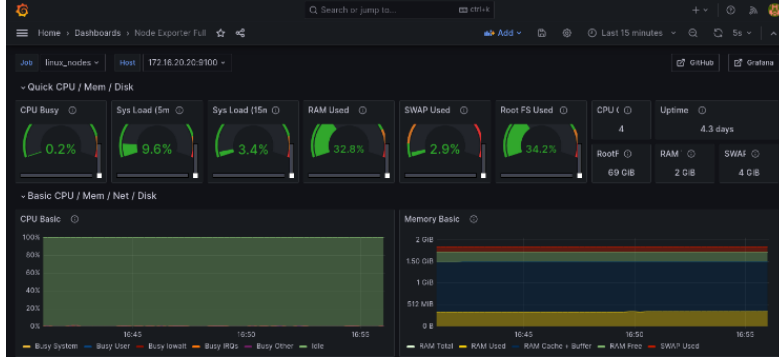 Search or jump to... ctrl+k
Home › Dashboards › Node Exporter Full
Add
Last 15 minutes
5s
Job linux_nodes Host 172.16.20.20:9100
GitHub
Grafana
Quick CPU / Mem / Disk
CPU Busy
Sys Load (5m
Sys Load (15m
RAM Used
SWAP Used
Root FS Used
CPU
Uptime
0.2%
9.6%
3.4%
32.8%
2.9%
34.2%
4
4.3 days
RootF
RAM
SWAF
69 GiB
2 GiB
4 GiB
Basic CPU / Mem / Net / Disk
CPU Basic
100%
80%
60%
40%
20%
0%
16:45
16:50
16:55
Busy System Busy User Busy Iowait Busy IRQs Busy Other Idle
Memory Basic
2 GiB
1.50 GiB
1 GiB
512 MiB
0 B
16:45
16:50
16:55
RAM Total RAM Used RAM Cache + Buffer RAM Free SWAP Used